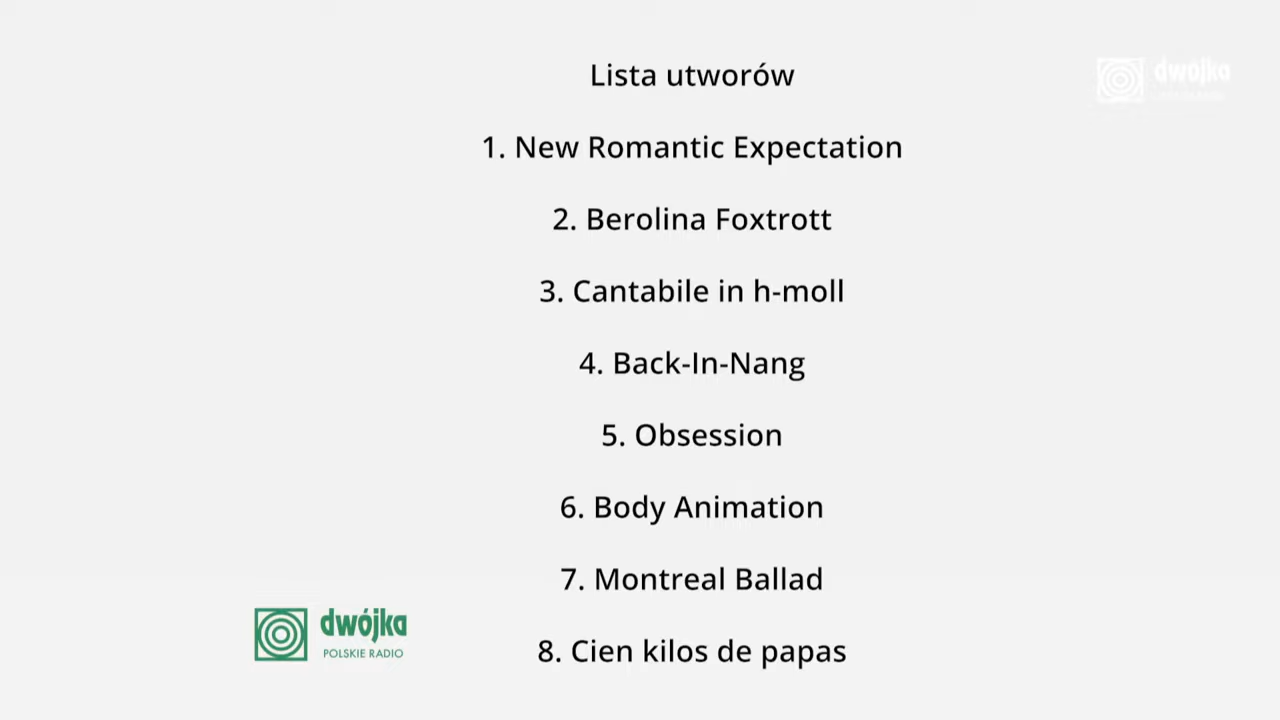 Lista utworów
dwójka
1. New Romantic Expectation
2. Berolina Foxtrott
3. Cantabile in h-moll
4. Back-In-Nang
5. Obsession
6. Body Animation
7. Montreal Ballad
dwójka
POLSKIE RADIO
8. Cien kilos de papas